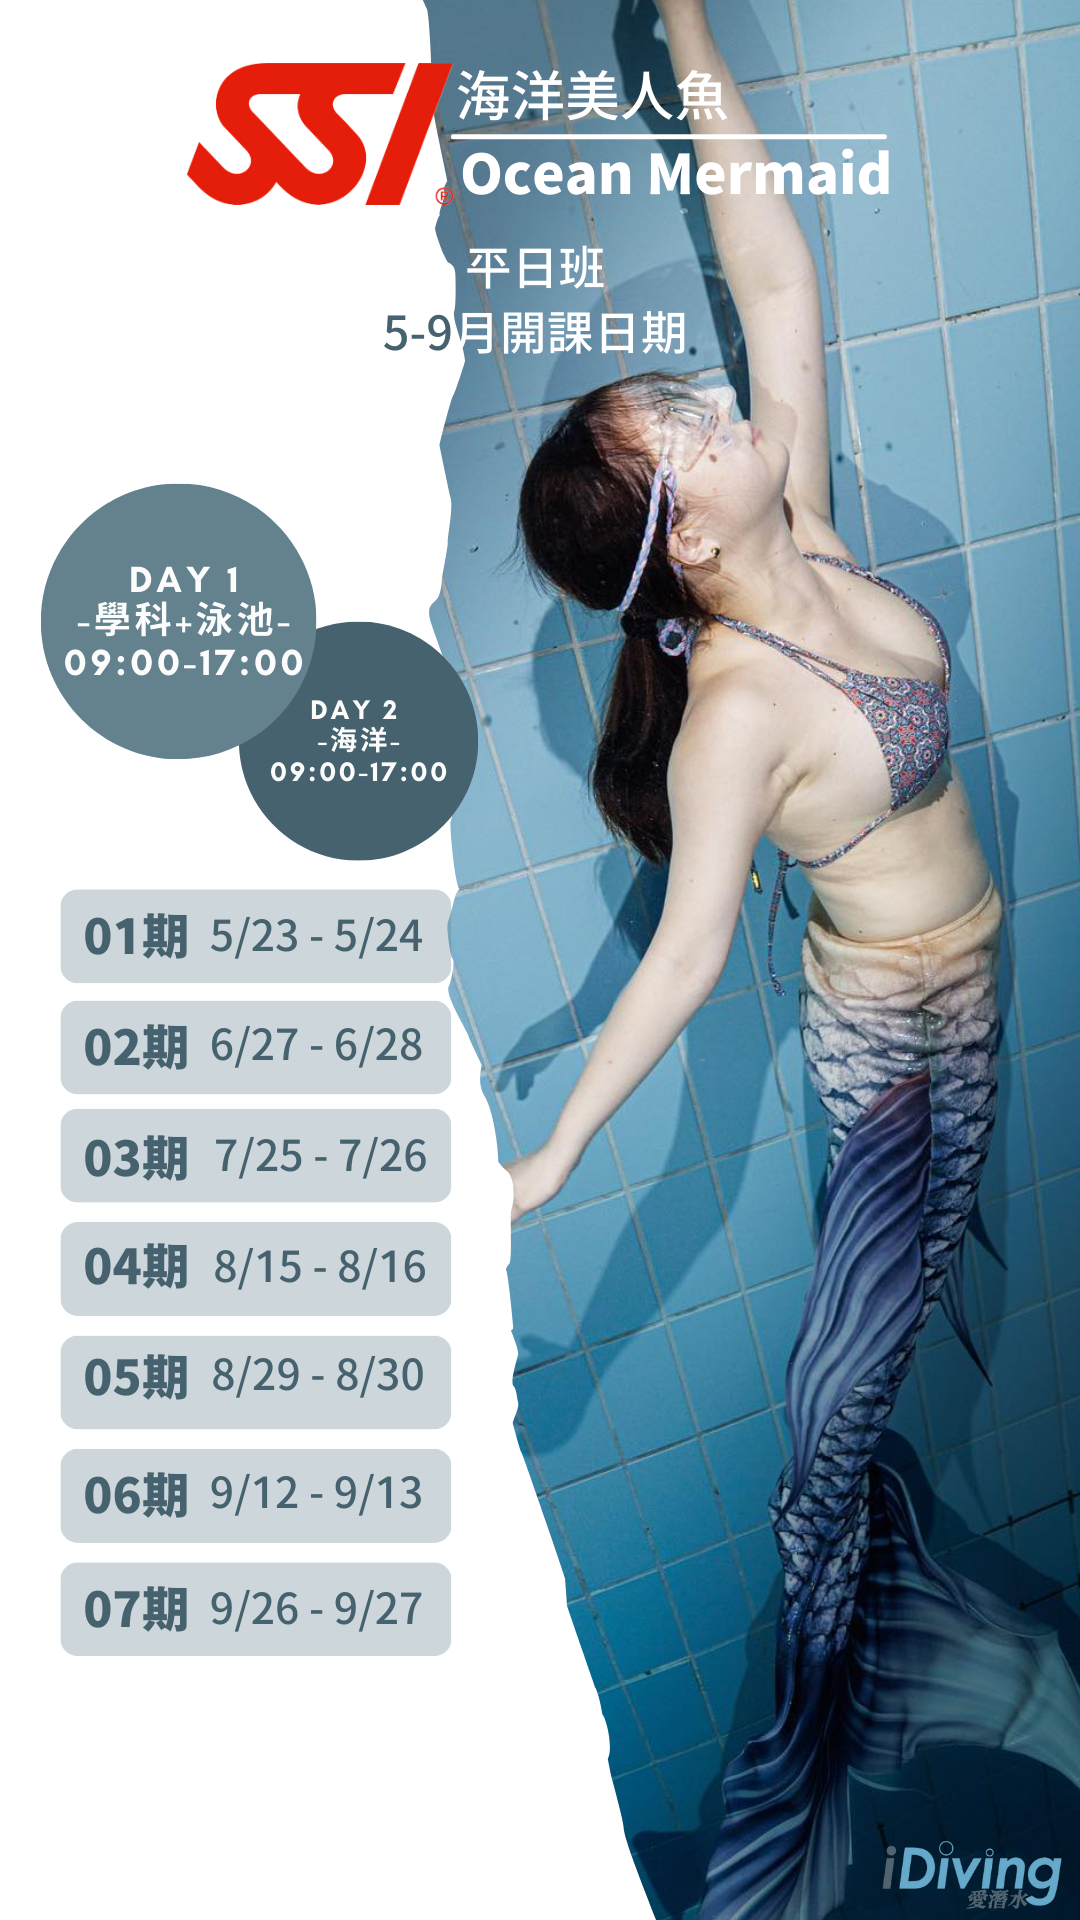 SSI®
海洋美人魚
Ocean Mermaid
平日班
5-9月開課日期
DAY 1
-學科+泳池-
09:00-17:00
DAY 2
-海洋-
09:00-17:00
01期 5/23 - 5/24
02期 6/27 - 6/28
03期 7/25 - 7/26
04期 8/15 - 8/16
05期 8/29 - 8/30
06期 9/12 - 9/13
07期 9/26 - 9/27
iDiving
愛潛水